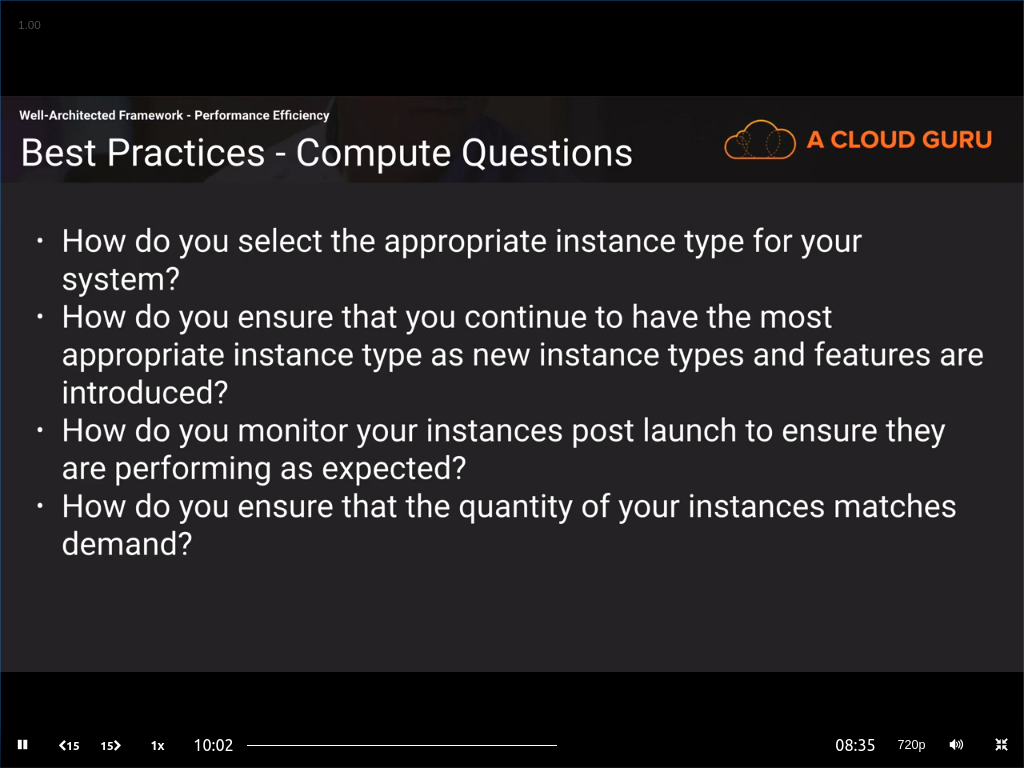 1.00
Well-Architected Framework - Performance Efficiency
Best Practices - Compute Questions
A CLOUD GURU
• How do you select the appropriate instance type for your
system?
• How do you ensure that you continue to have the most
appropriate instance type as new instance types and features are
introduced?
• How do you monitor your instances post launch to ensure they
are performing as expected?
• How do you ensure that the quantity of your instances matches
demand?
15 15 1x 10:02 08:35 720p